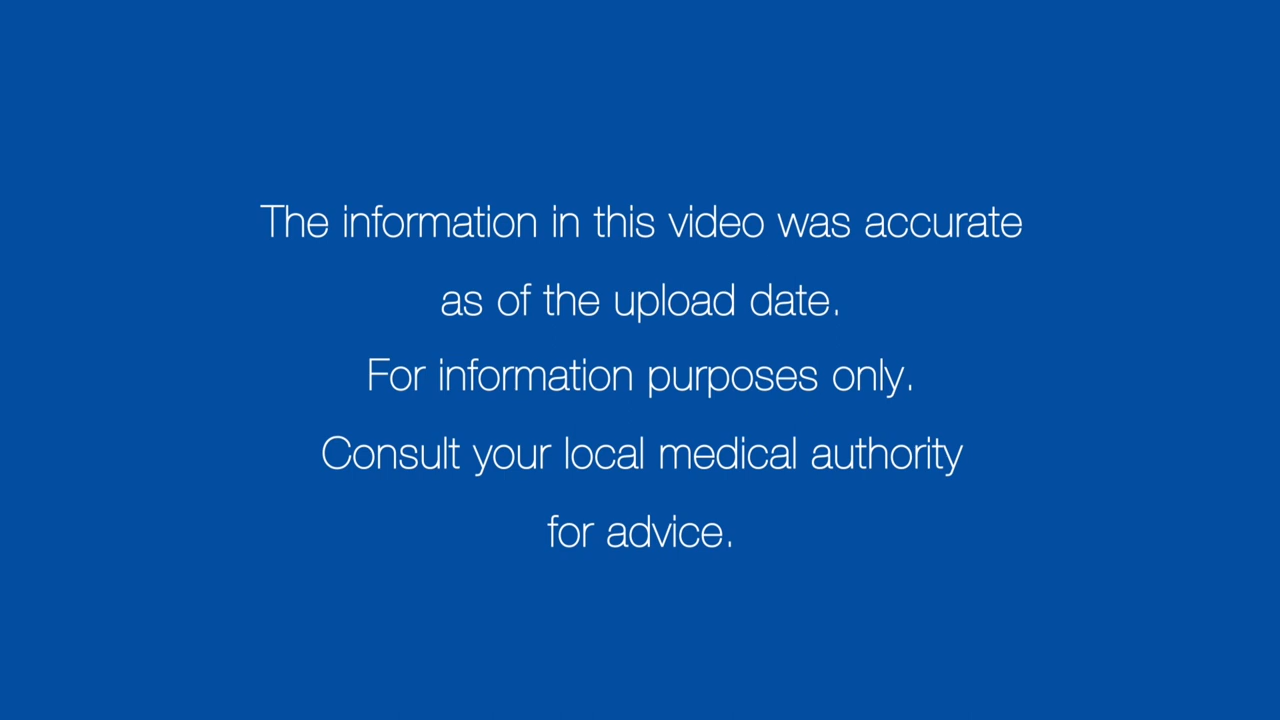 The information in this video was accurate
as of the upload date.
For information purposes only.
Consult your local medical authority
for advice.